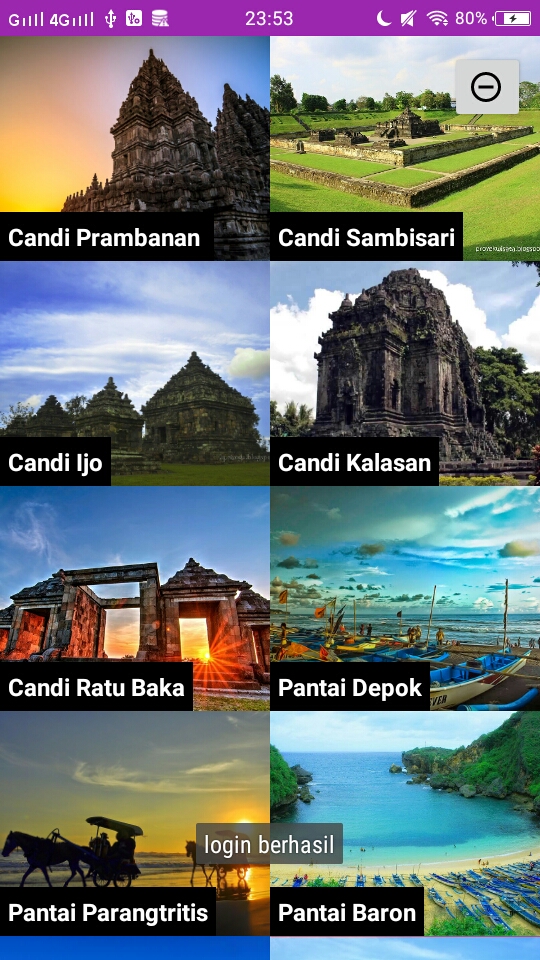 G 4G 23:53 80%
Candi Prambanan
Candi Sambisari
Candi Ijo
Candi Kalasan
Candi Ratu Baka
Pantai Depok
login berhasil
Pantai Parangtritis
Pantai Baron